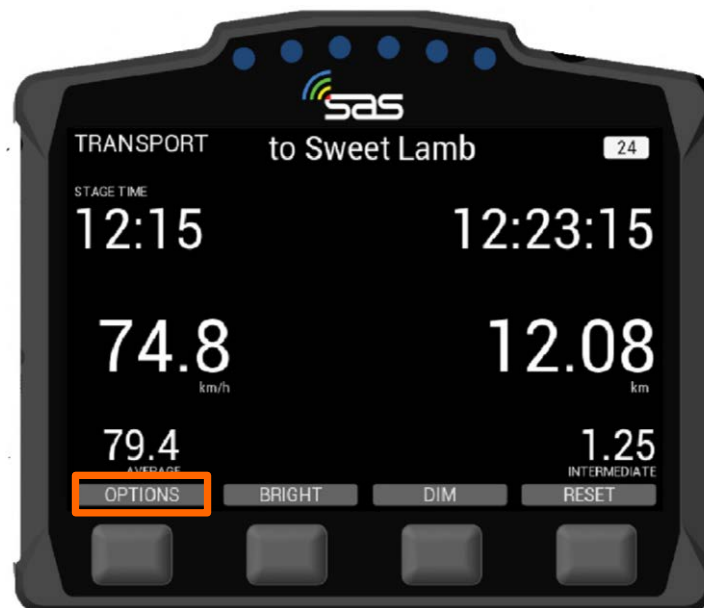 sas
TRANSPORT to Sweet Lamb 24
STAGE TIME
12:15 12:23:15
74.8 12.08
km/h km
79.4 1.25
AVERAGE INTERMEDIATE
OPTIONS BRIGHT DIM RESET